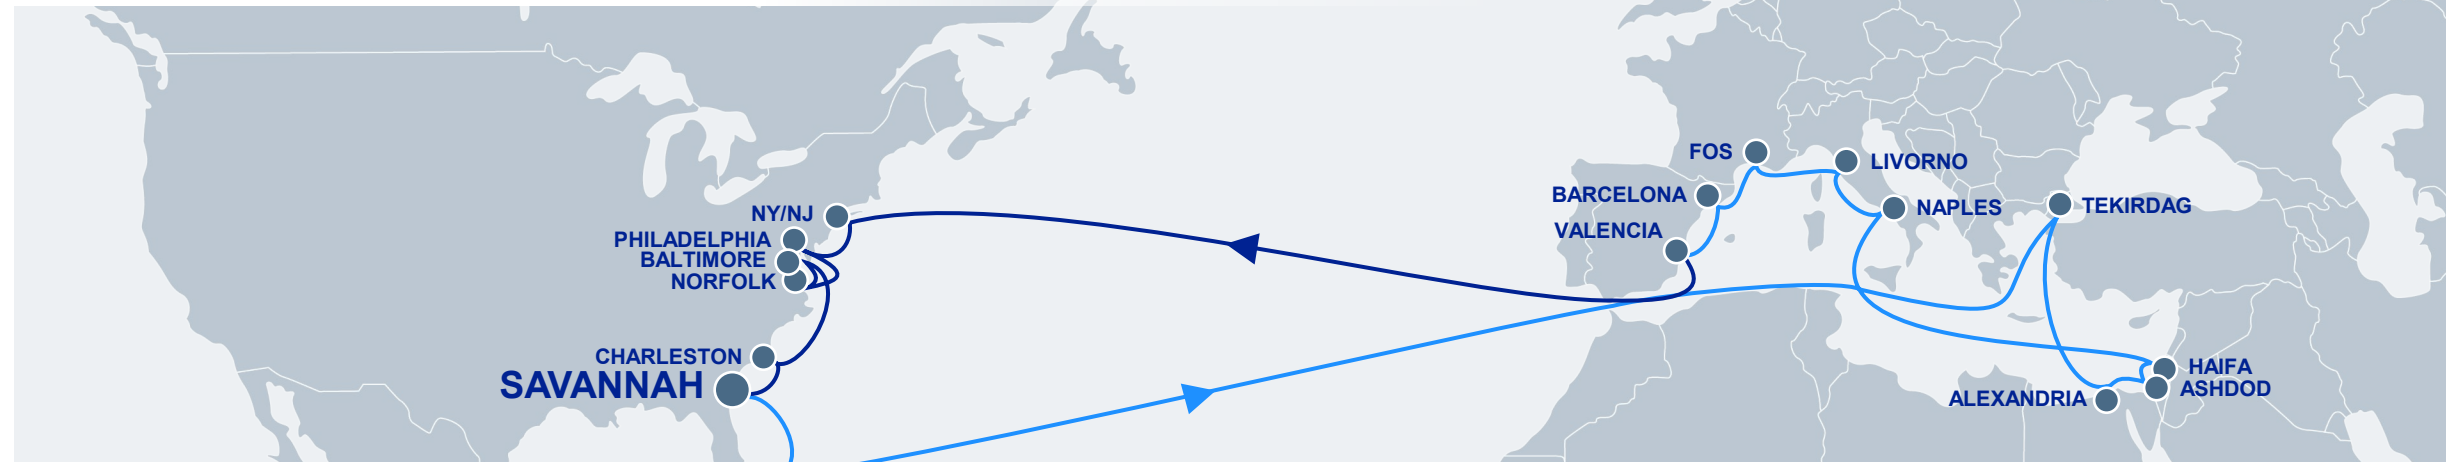 FOS
LIVORNO
BARCELONA
NAPLES
TEKIRDAG
NY/NJ
VALENCIA
PHILADELPHIA
BALTIMORE
NORFOLK
CHARLESTON
SAVANNAH
HAIFA
ASHDOD
ALEXANDRIA